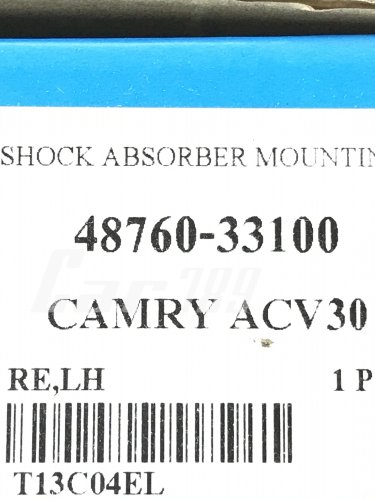 SHOCK ABSORBER MOUNTIN
48760-33100
CAMRY ACV30
RE,LH 1 P
T13C04EL